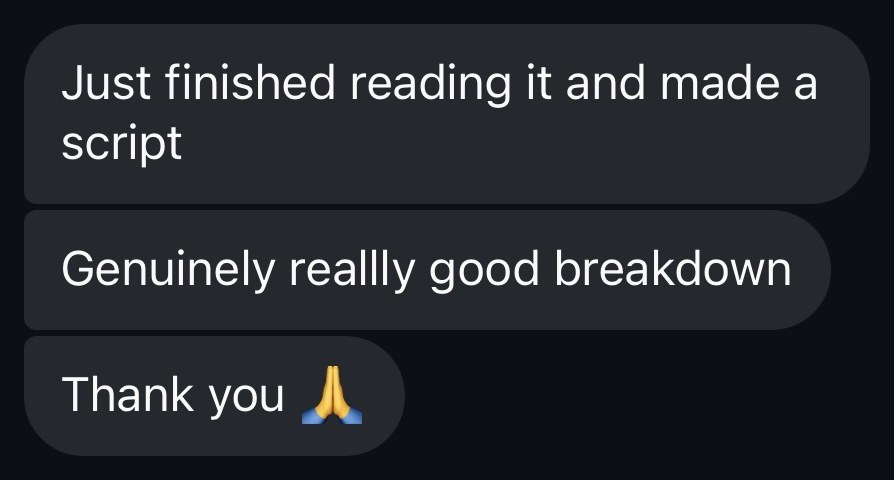 Just finished reading it and made a
script
Genuinely reallly good breakdown
Thank you 🙏